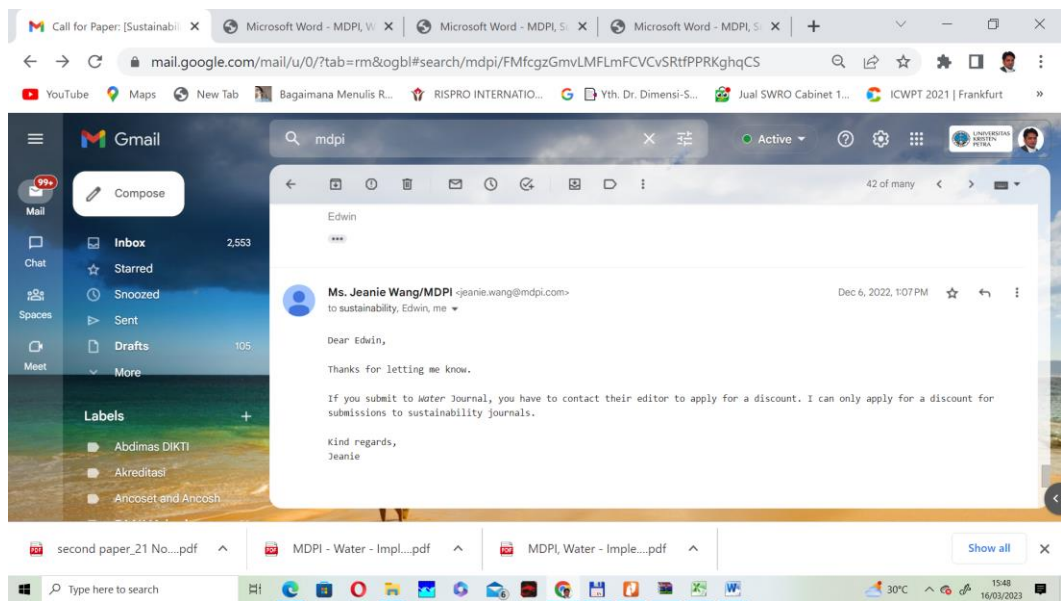 Call for Paper: [Sustainabil
Microsoft Word - MDPI, W
Microsoft Word - MDPI, S
Microsoft Word - MDPI, S
mail.google.com/mail/u/0/?tab=rm&ogbl#search/mdpi/FMfcgzGmvLMFLmFCVCvSRtfPPRKghqCS
YouTube
Maps
New Tab
Bagaimana Menulis R...
RISPRO INTERNATIO...
Yth. Dr. Dimensi-S...
Jual SWRO Cabinet 1...
ICWPT 2021 | Frankfurt
»
Gmail
mdpi
Active
UNIVERSITAS
KRISTEN
PETRA
99+
Mail
Compose
42 of many
Edwin
Chat
Inbox 2,553
Starred
Snoozed
Spaces
Sent
Drafts 105
Meet
More
Ms. Jeanie Wang/MDPI <jeanie.wang@mdpi.com>
Dec 6, 2022, 1:07 PM
to sustainability, Edwin, me
Dear Edwin,
Thanks for letting me know.
If you submit to Water Journal, you have to contact their editor to apply for a discount. I can only apply for a discount for
submissions to sustainability journals.
Kind regards,
Jeanie
Labels +
Abdimas DIKTI
Akreditasi
Ancoset and Ancosh
second paper_21 No....pdf
MDPI - Water - Impl....pdf
MDPI, Water - Imple....pdf
Show all
Type here to search
30°C
15:48
16/03/2023